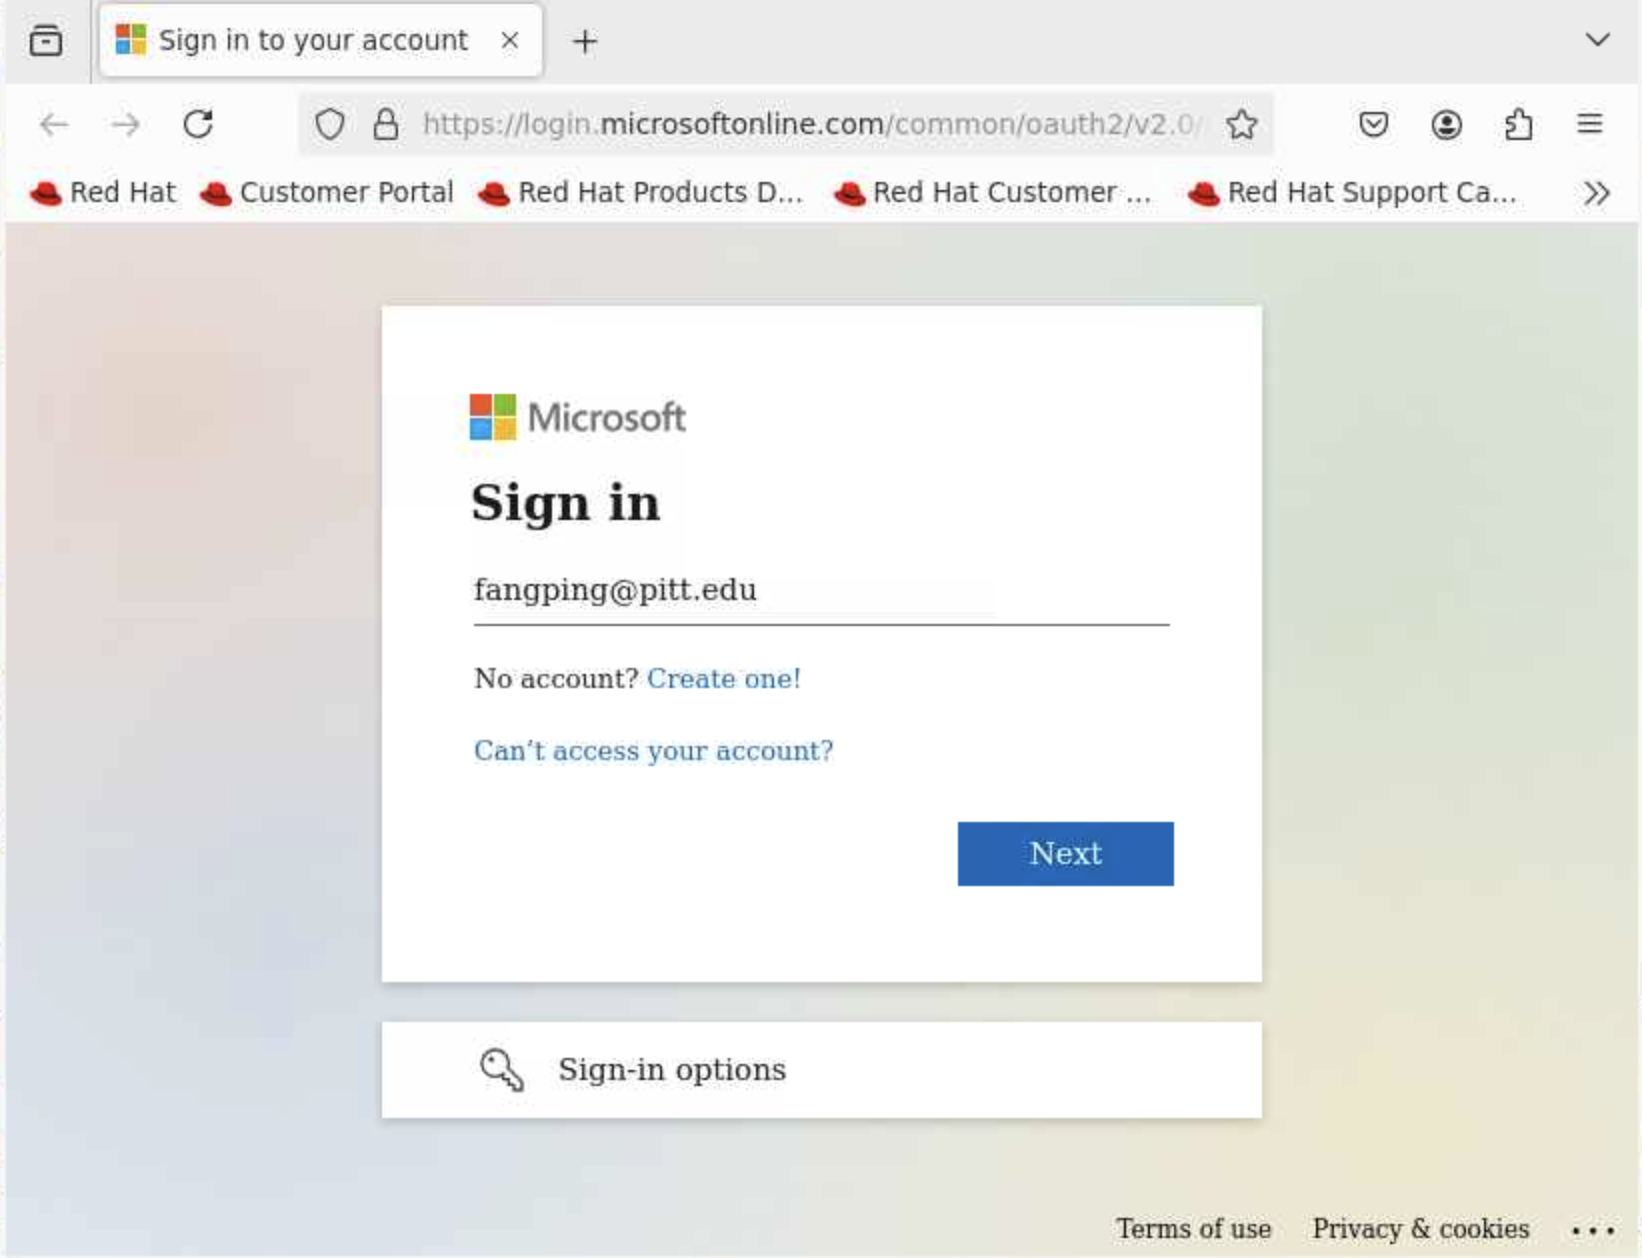 Sign in to your account
https://login.microsoftonline.com/common/oauth2/v2.0/
Red Hat Customer Portal Red Hat Products D... Red Hat Customer ... Red Hat Support Ca...
Microsoft
Sign in
fangping@pitt.edu
No account? Create one!
Can't access your account?
Next
Sign-in options
Terms of use Privacy & cookies